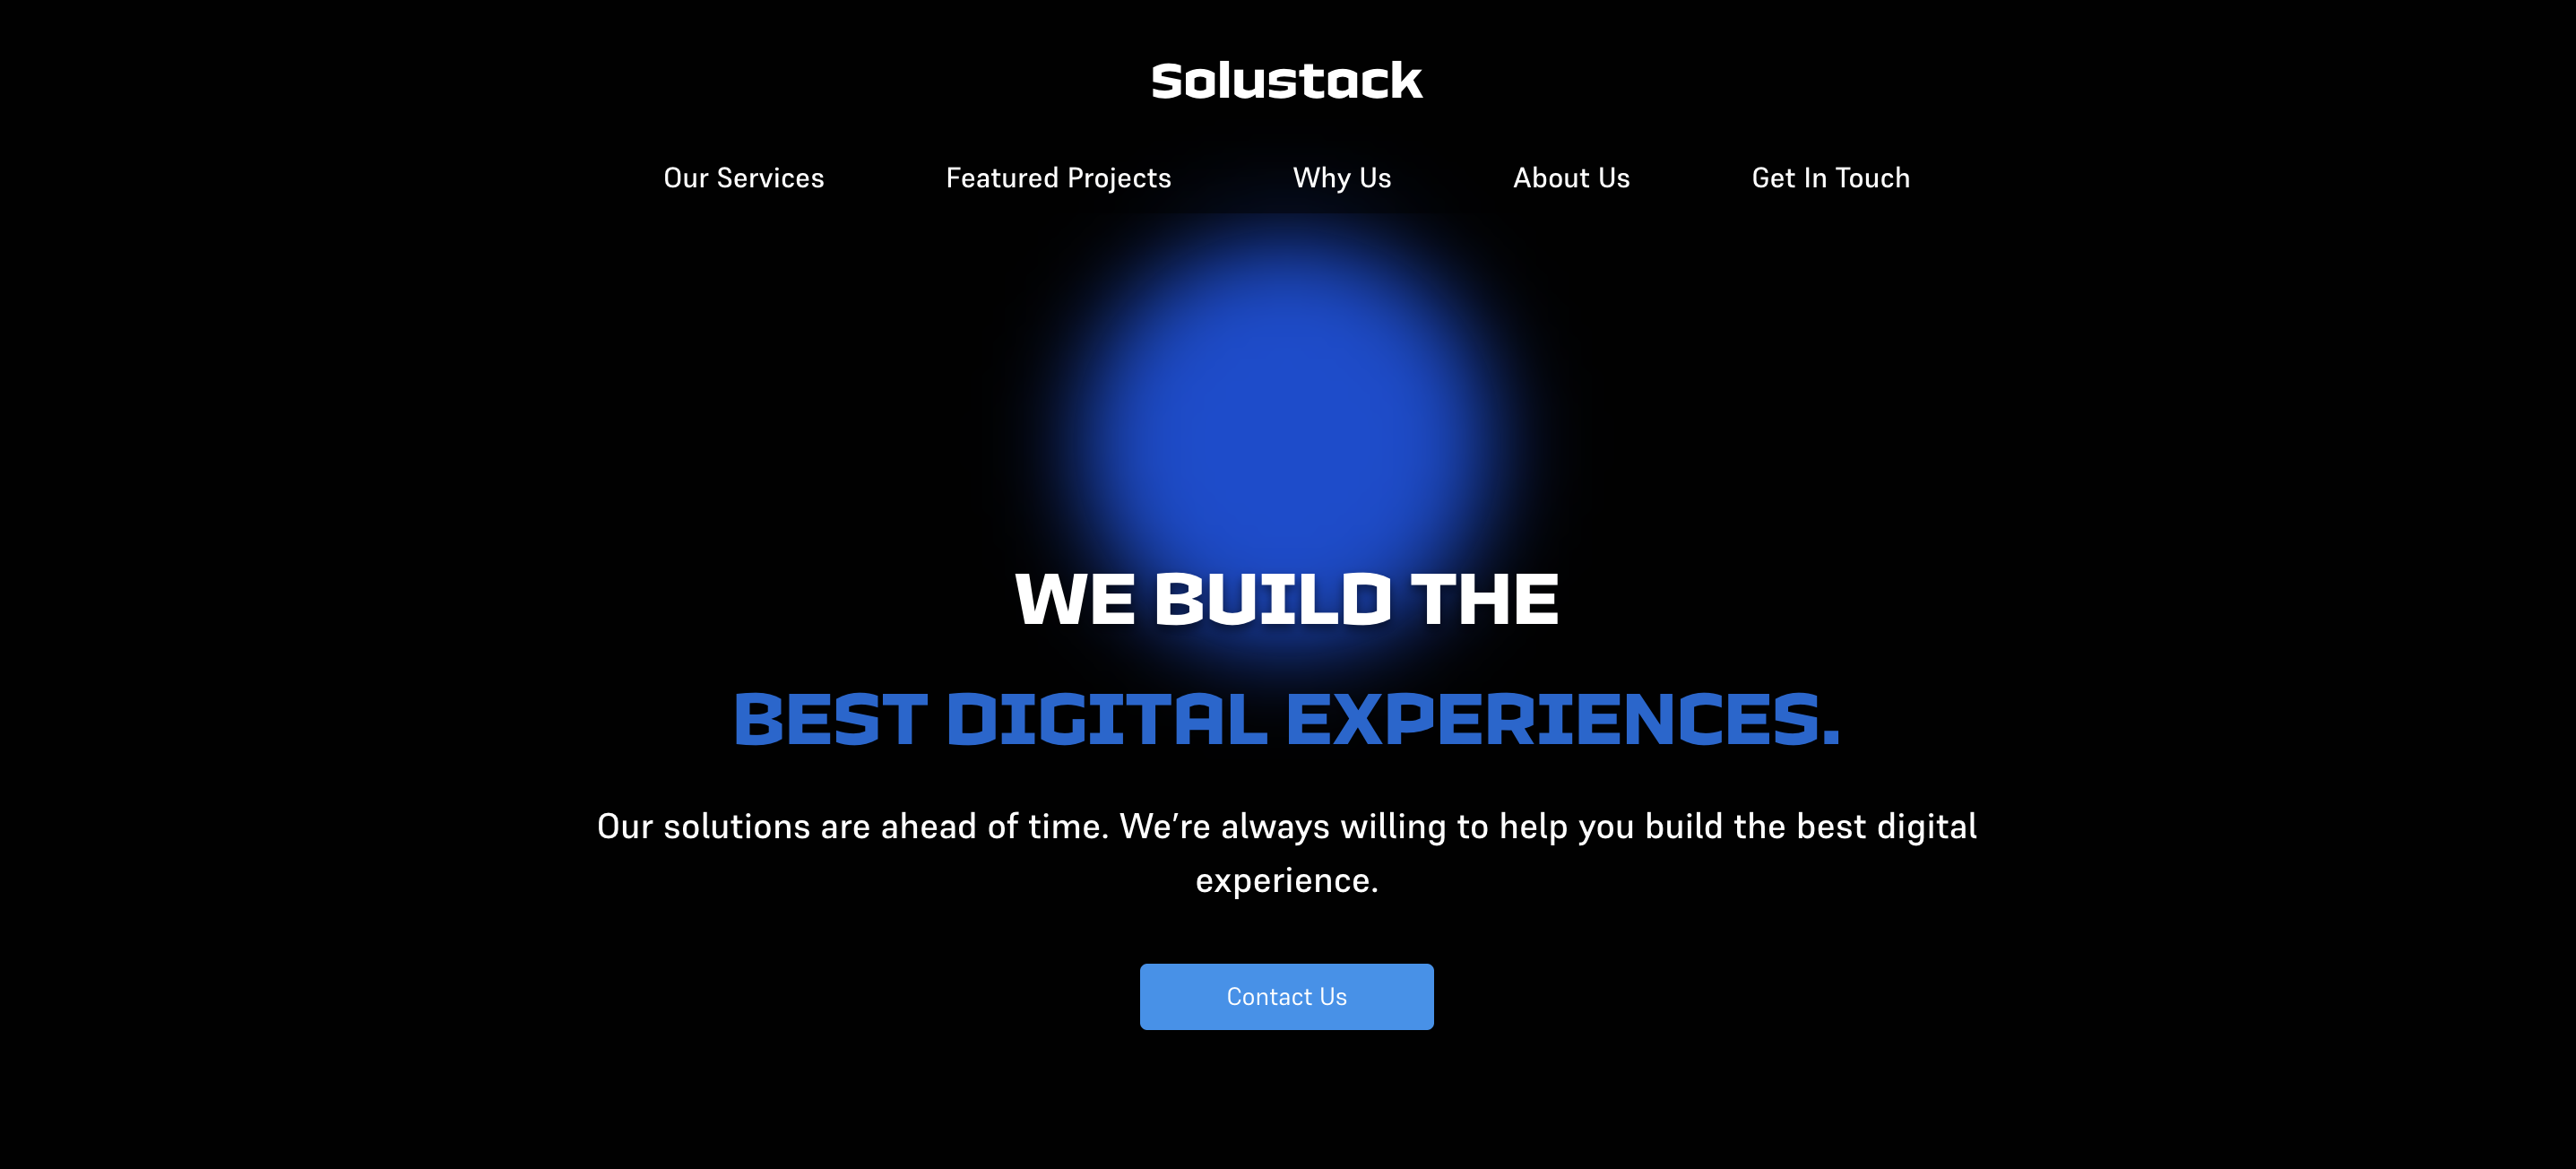 Solustack
Our Services Featured Projects Why Us About Us Get In Touch
WE BUILD THE
BEST DIGITAL EXPERIENCES.
Our solutions are ahead of time. We’re always willing to help you build the best digital
experience.
Contact Us